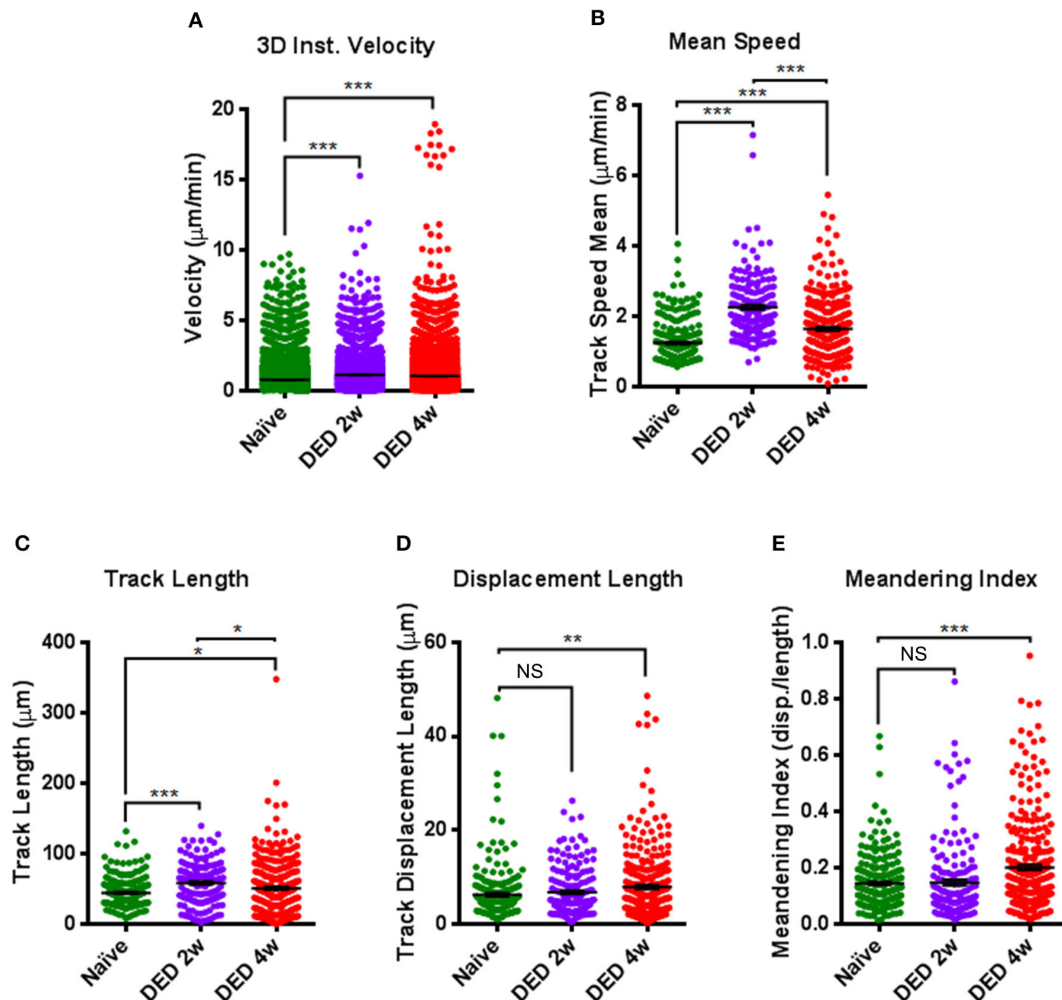 A
3D Inst. Velocity
***
***
Velocity (μm/min)
20
15
10
5
0
Naïve
DED 2w
DED 4w
B
Mean Speed
***
***
***
Track Speed Mean (μm/min)
8
6
4
2
0
Naïve
DED 2w
DED 4w
C
Track Length
*
*
***
Track Length (μm)
400
300
200
100
0
Naïve
DED 2w
DED 4w
D
Displacement Length
**
NS
Track Displacement Length (μm)
60
40
20
0
Naïve
DED 2w
DED 4w
E
Meandering Index
***
NS
Meandening Index (disp./length)
1.0
0.8
0.6
0.4
0.2
0.0
Naïve
DED 2w
DED 4w